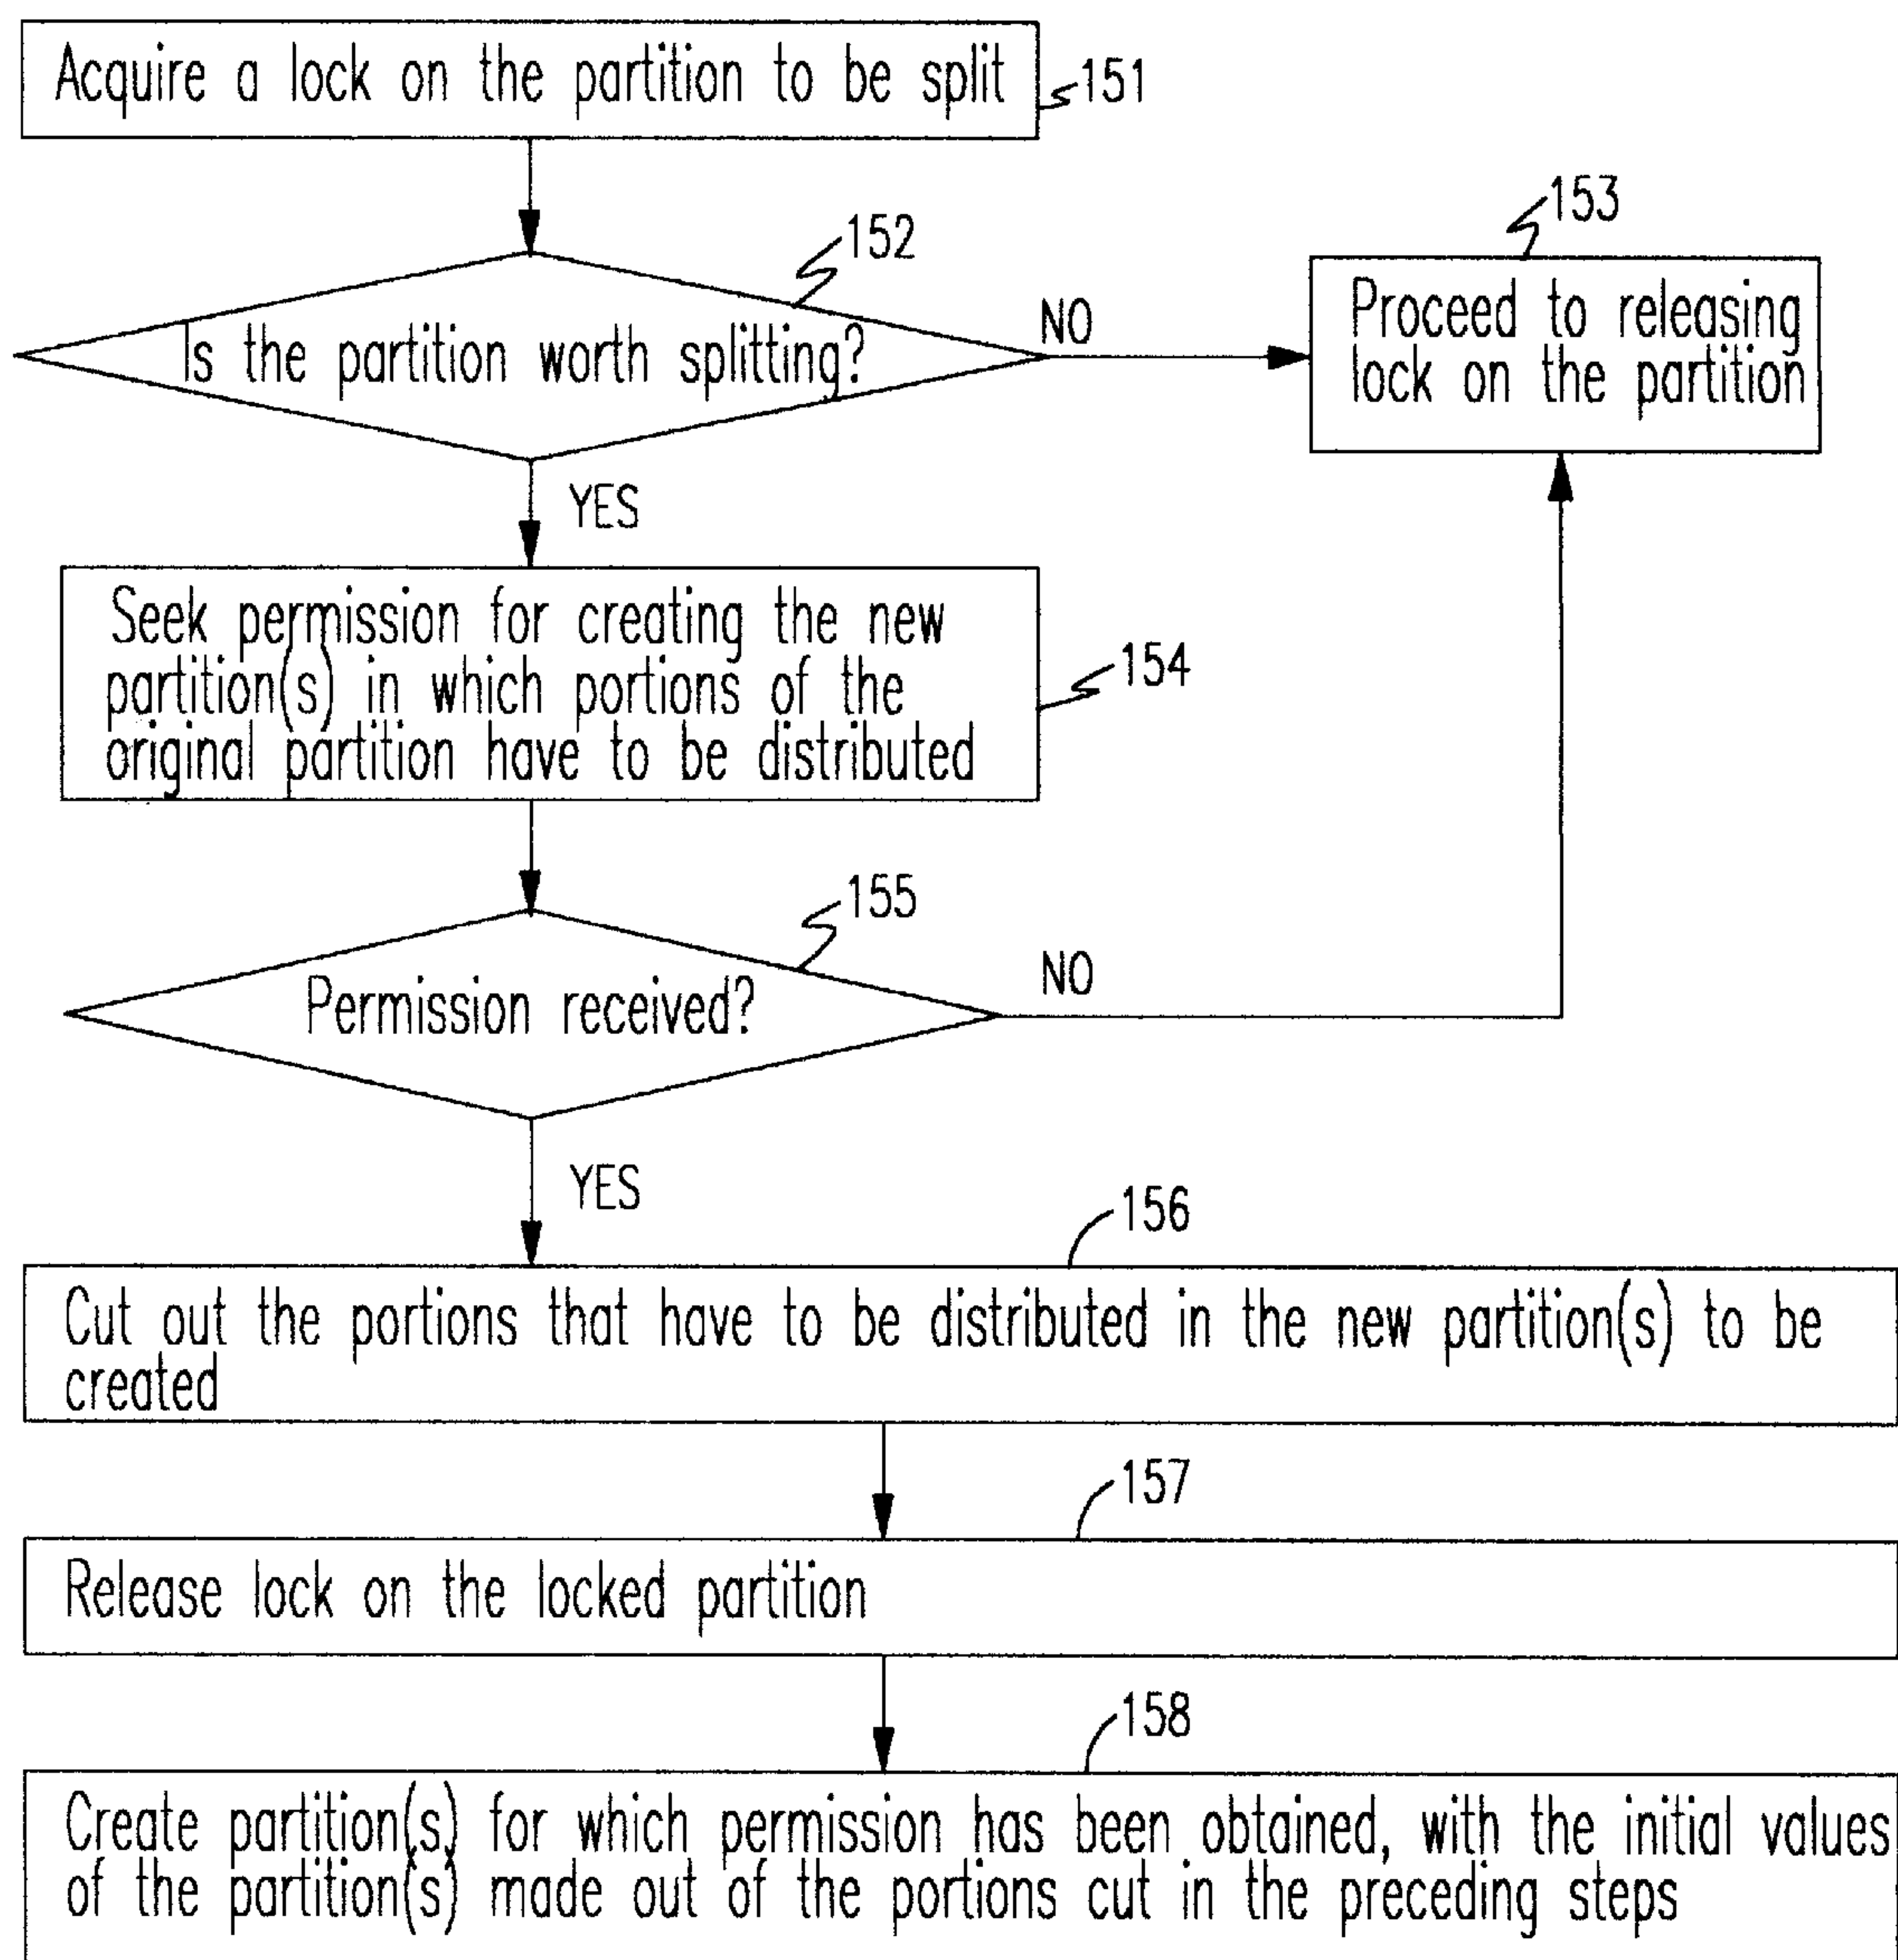 Acquire a lock on the partition to be split
151
152
153
Is the partition worth splitting?
NO
Proceed to releasing
lock on the partition
YES
Seek permission for creating the new
partition(s) in which portions of the
original partition have to be distributed
154
155
Permission received?
NO
YES
156
Cut out the portions that have to be distributed in the new partition(s) to be
created
157
Release lock on the locked partition
158
Create partition(s) for which permission has been obtained, with the initial values
of the partition(s) made out of the portions cut in the preceding steps